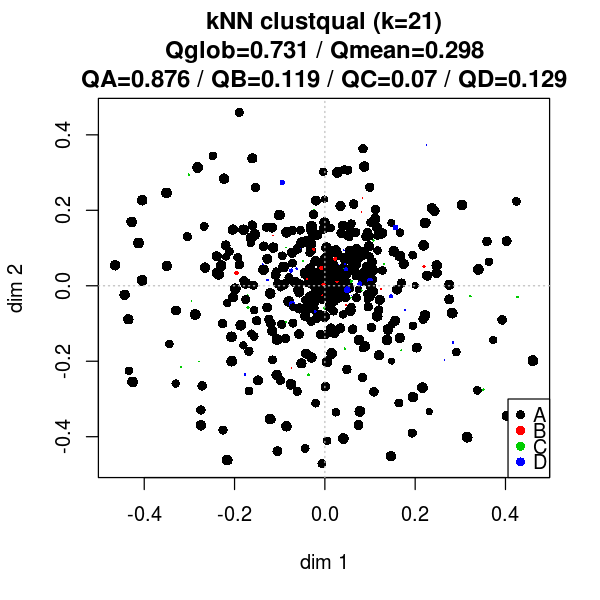 kNN clustqual (k=21)
Qglob=0.731 / Qmean=0.298
QA=0.876 / QB=0.119 / QC=0.07 / QD=0.129
0.4
0.2
0.0
-0.2
-0.4
dim 2
A
B
C
D
-0.4 -0.2 0.0 0.2 0.4
dim 1